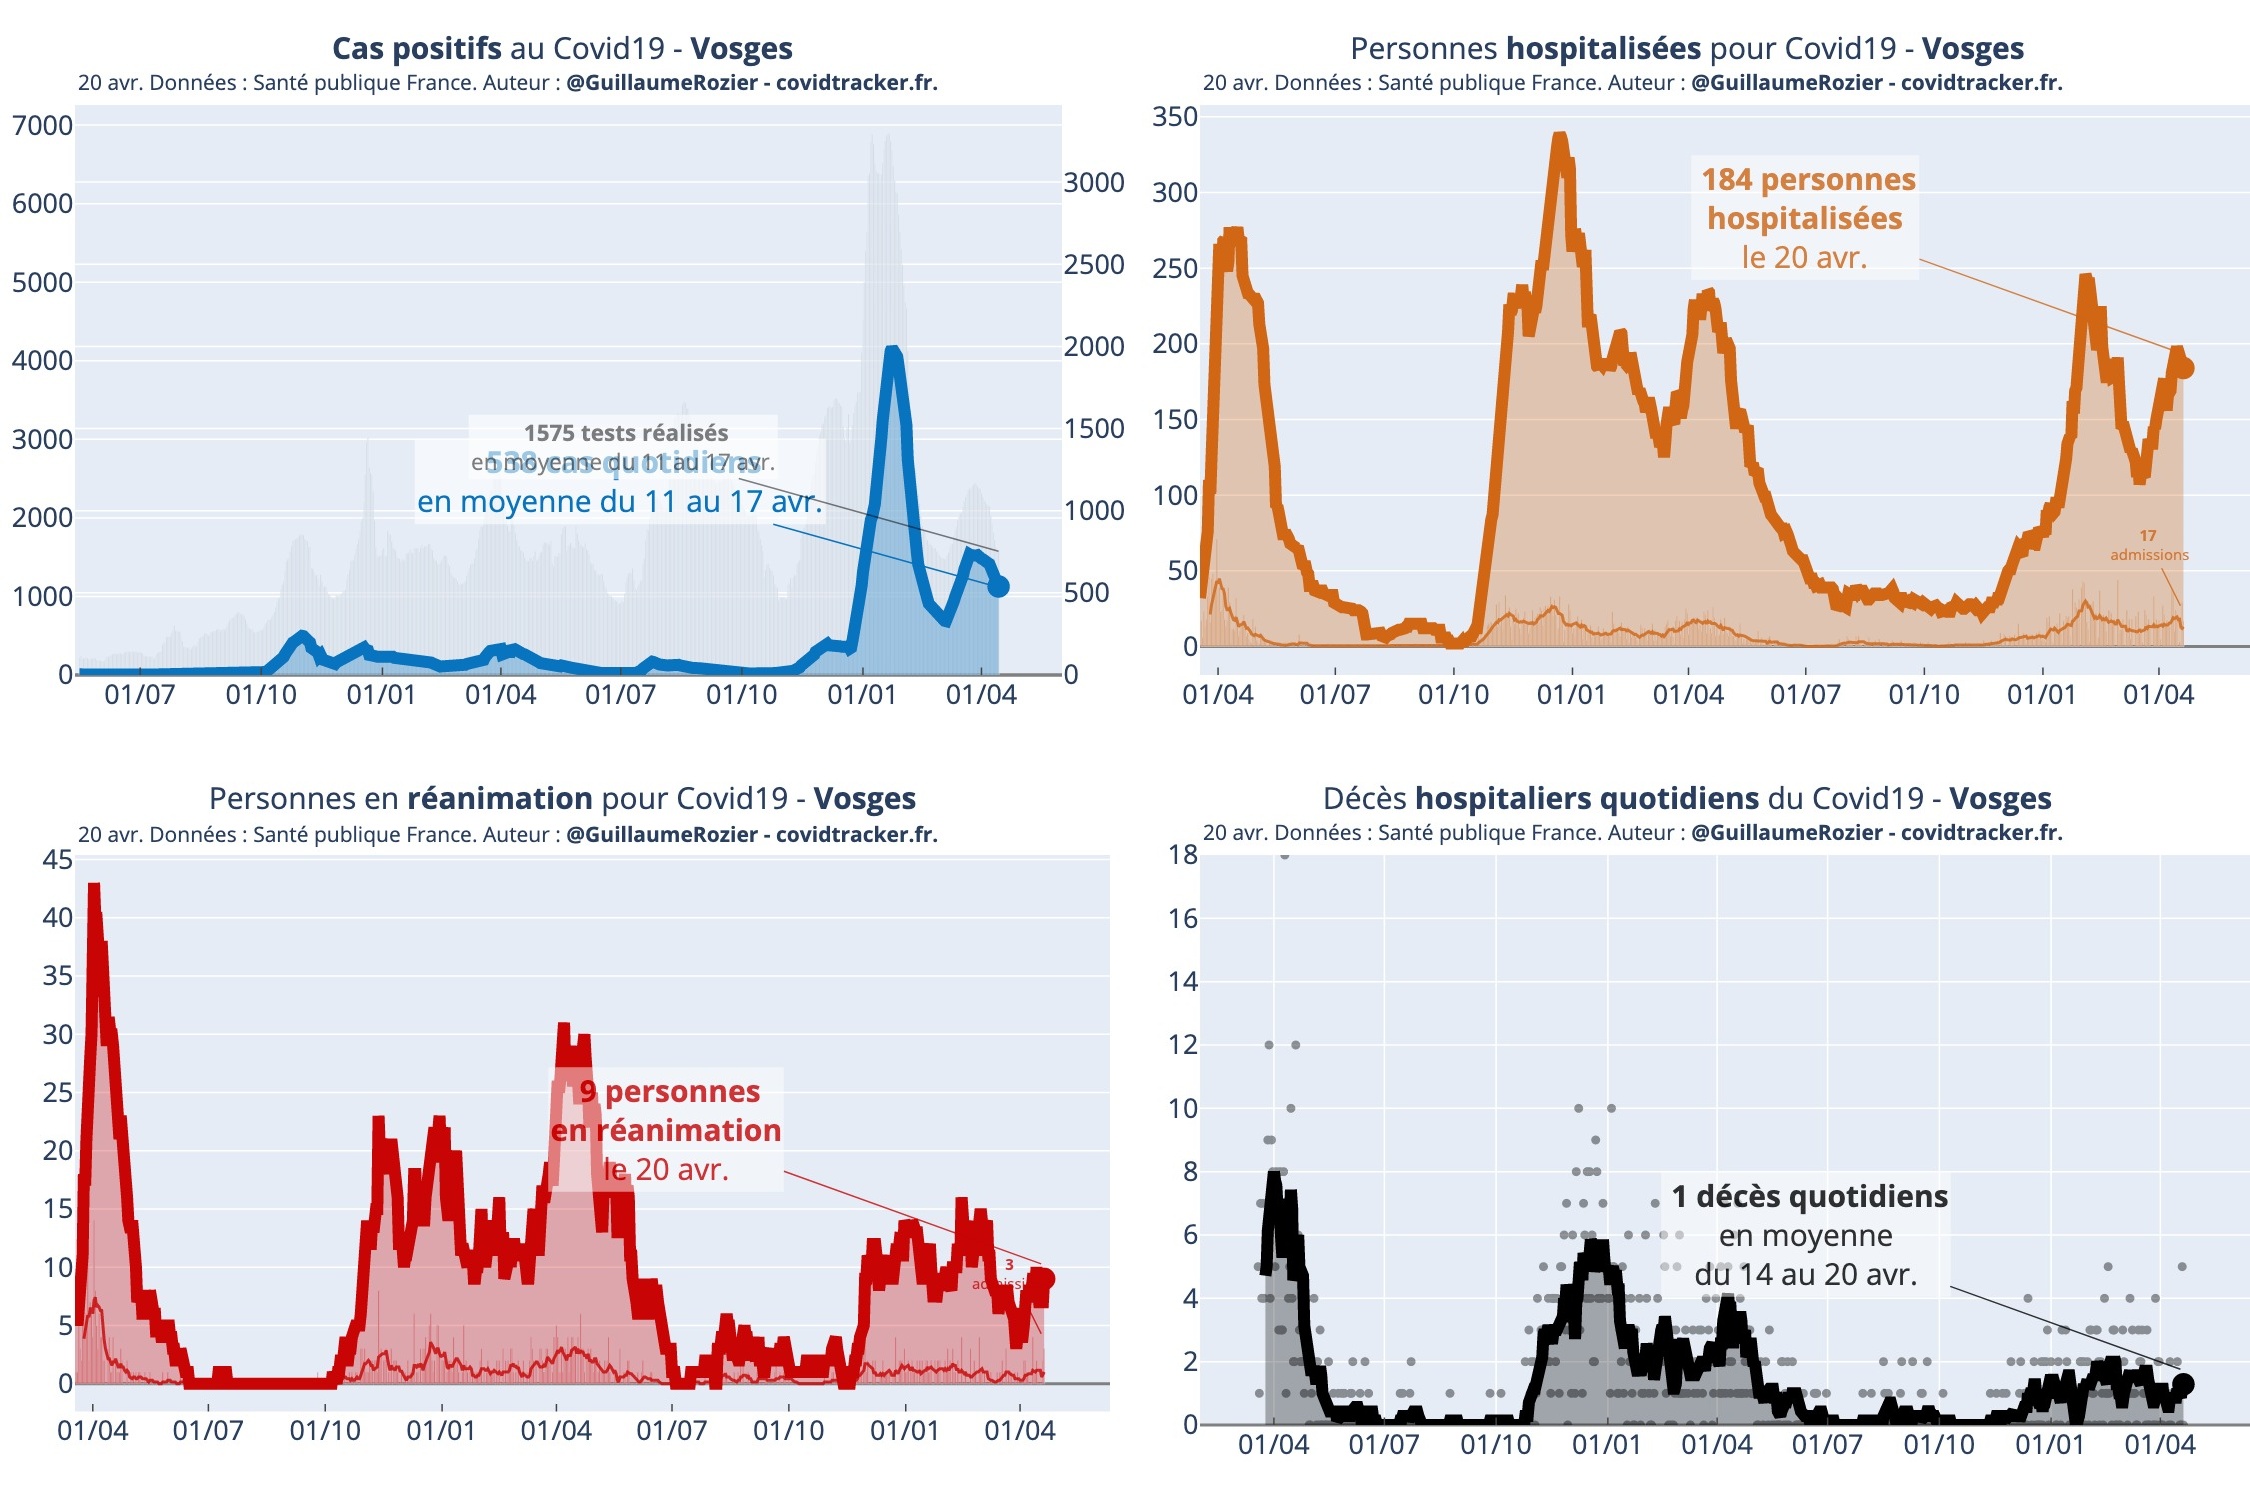 Cas positifs au Covid19 - Vosges
20 avr. Données : Santé publique France. Auteur : @GuillaumeRozier - covidtracker.fr.
7000
6000
5000
4000
3000
2000
1000
0
3000
2500
2000
1500
1000
500
0
1575 tests réalisés
en moyenne du 11 au 17 avr.
538 cas quotidiens
en moyenne du 11 au 17 avr.
01/07 01/10 01/01 01/04 01/07 01/10 01/01 01/04
Personnes hospitalisées pour Covid19 - Vosges
20 avr. Données : Santé publique France. Auteur : @GuillaumeRozier - covidtracker.fr.
350
300
250
200
150
100
50
0
184 personnes
hospitalisées
le 20 avr.
17
admissions
01/04 01/07 01/10 01/01 01/04 01/07 01/10 01/01 01/04
Personnes en réanimation pour Covid19 - Vosges
20 avr. Données : Santé publique France. Auteur : @GuillaumeRozier - covidtracker.fr.
45
40
35
30
25
20
15
10
5
0
9 personnes
en réanimation
le 20 avr.
3
01/04 01/07 01/10 01/01 01/04 01/07 01/10 01/01 01/04
Décès hospitaliers quotidiens du Covid19 - Vosges
20 avr. Données : Santé publique France. Auteur : @GuillaumeRozier - covidtracker.fr.
18
16
14
12
10
8
6
4
2
0
1 décès quotidiens
en moyenne
du 14 au 20 avr.
01/04 01/07 01/10 01/01 01/04 01/07 01/10 01/01 01/04